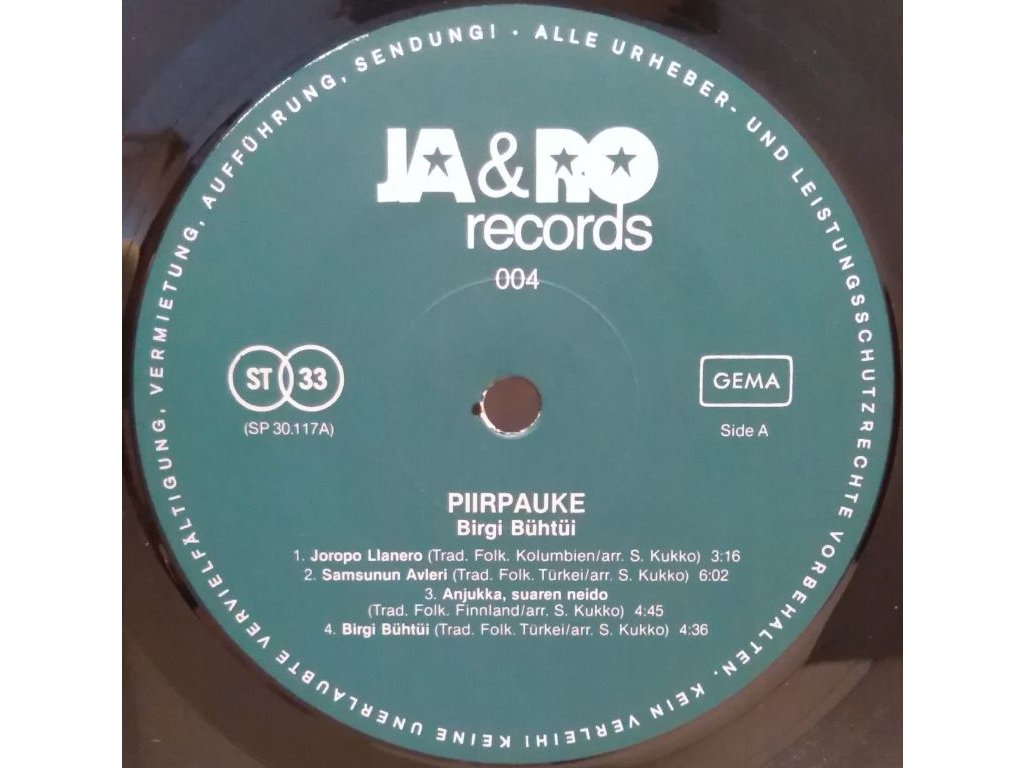 ALLE URHEBER- UND LEISTUNGSSCHUTZRECHTE VORBEHALTEN. KEIN VERLEIH! KEINE UNERLAUBTE VERVIELFÄLTIGUNG, VERMIETUNG, AUFFÜHRUNG, SENDUNG! ·
JA&RO
records
004
ST 33
(SP 30.117A)
GEMA
Side A
PIIRPAUKE
Birgi Bühtüi
1. Joropo Llanero (Trad. Folk. Kolumbien/arr. S. Kukko) 3:16
2. Samsunun Avleri (Trad. Folk. Türkei/arr. S. Kukko) 6:02
3. Anjukka, suaren neido
(Trad. Folk. Finnland/arr. S. Kukko) 4:45
4. Birgi Bühtüi (Trad. Folk. Türkei/arr. S. Kukko) 4:36